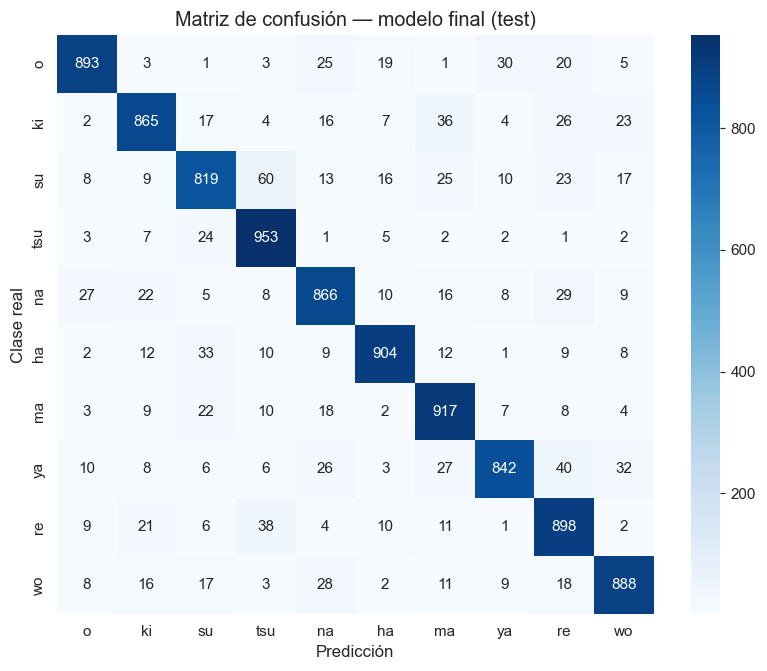 Matriz de confusión — modelo final (test)
o 893 3 1 3 25 19 1 30 20 5
ki 2 865 17 4 16 7 36 4 26 23
su 8 9 819 60 13 16 25 10 23 17
tsu 3 7 24 953 1 5 2 2 1 2
na 27 22 5 8 866 10 16 8 29 9
ha 2 12 33 10 9 904 12 1 9 8
ma 3 9 22 10 18 2 917 7 8 4
ya 10 8 6 6 26 3 27 842 40 32
re 9 21 6 38 4 10 11 1 898 2
wo 8 16 17 3 28 2 11 9 18 888
o ki su tsu na ha ma ya re wo
Predicción
Clase real
800
600
400
200